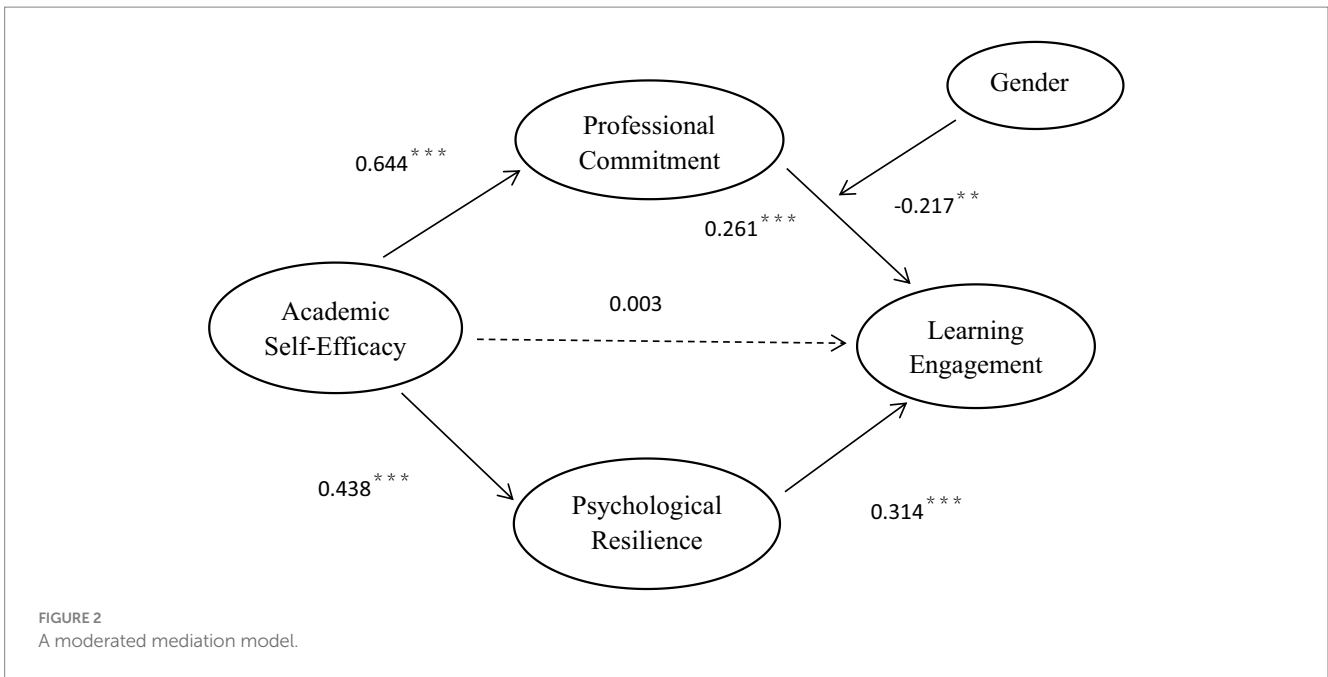 Gender
Professional
Commitment
0.644***
-0.217**
0.261***
Academic
Self-Efficacy
0.003
Learning
Engagement
0.438***
Psychological
Resilience
0.314***
FIGURE 2
A moderated mediation model.